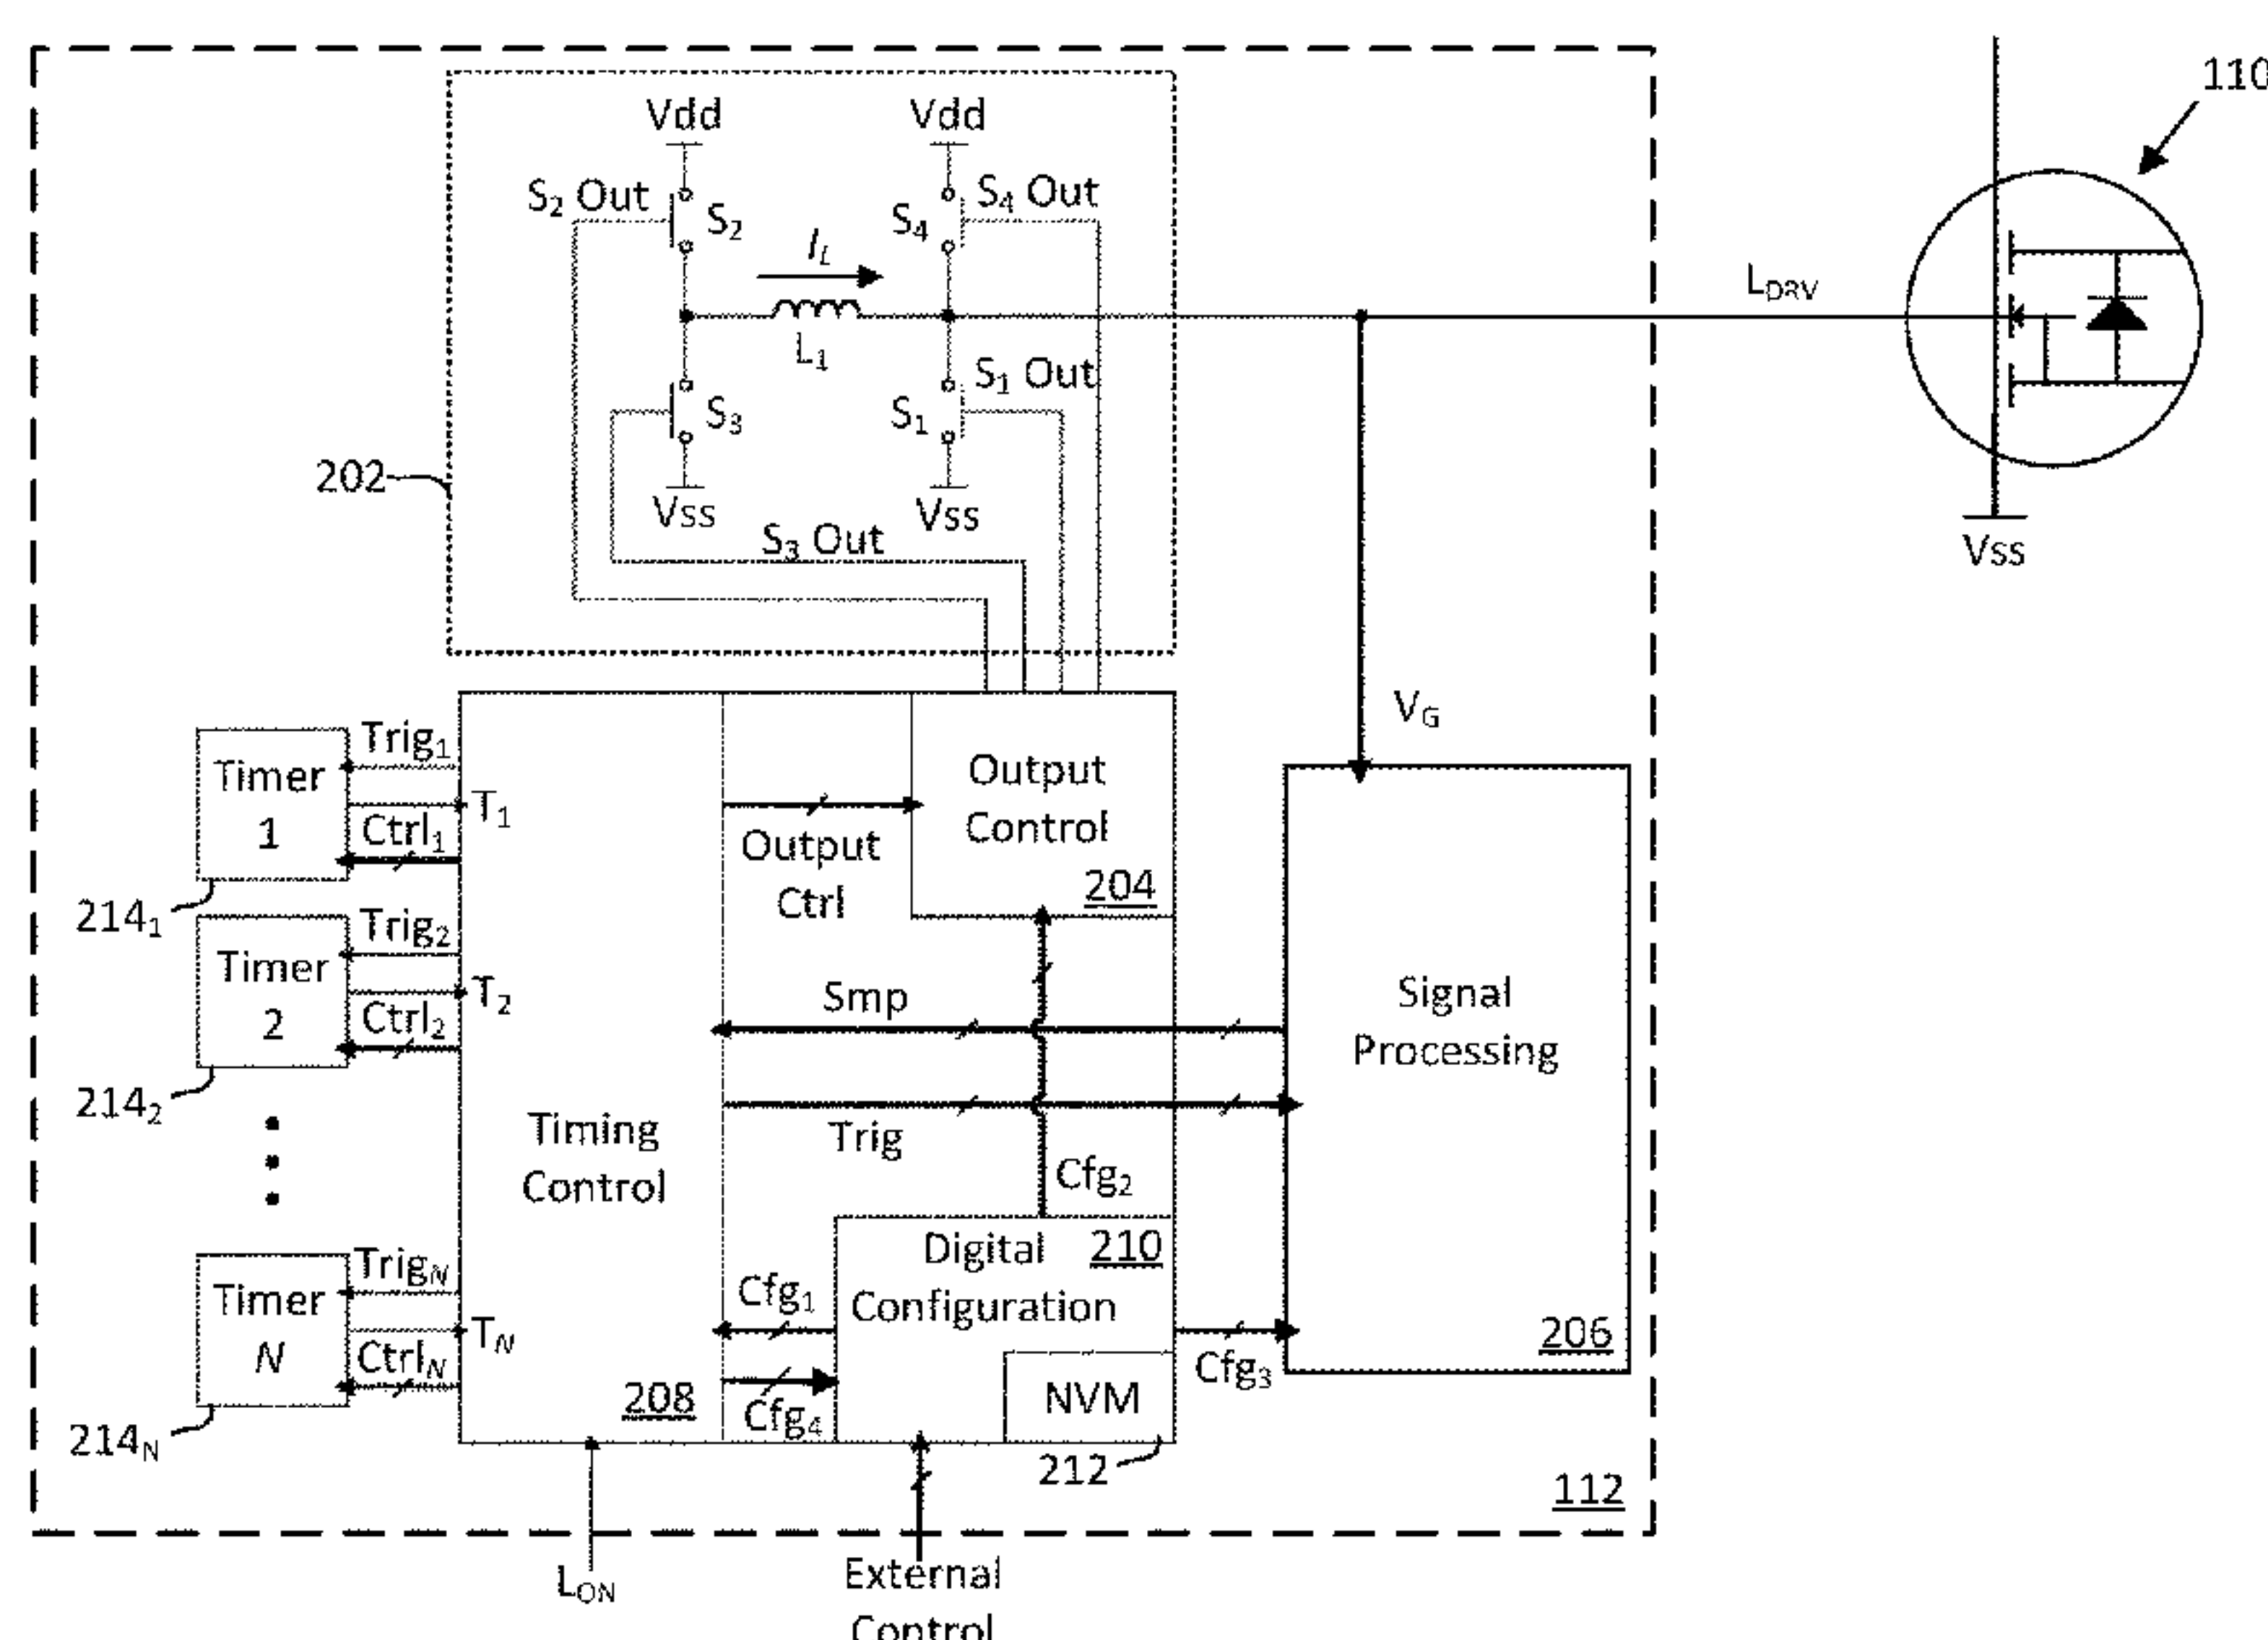 110
Vdd
Vdd
S₂ Out
S₂
S₄
S₄ Out
I_L
L₁
S₃
S₁
S₁ Out
L_DRV
202
Vss
Vss
S₃ Out
Vss
V_G
Timer
1
Trig₁
T₁
Ctrl₁
214₁
Output
Ctrl
Output
Control
204
Timer
2
Trig₂
T₂
Ctrl₂
214₂
Smp
Trig
Signal
Processing
206
Timing
Control
208
Cfg₂
Digital
Configuration
210
Cfg₁
Cfg₄
Cfg₃
NVM
212
Timer
N
Trig_N
T_N
Ctrl_N
214_N
112
L_ON
External
Control